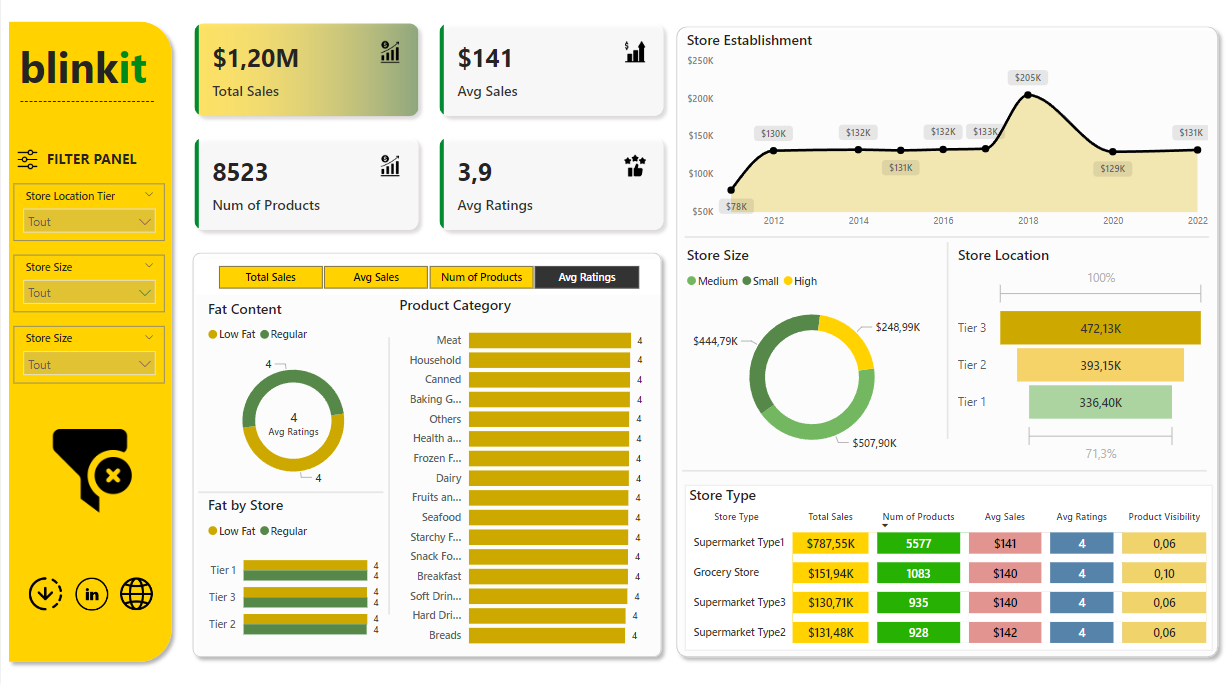 blinkit
FILTER PANEL
Store Location Tier
Tout
Store Size
Tout
Store Size
Tout
in
$1,20M
Total Sales
$141
Avg Sales
8523
Num of Products
3,9
Avg Ratings
Total Sales Avg Sales Num of Products Avg Ratings
Fat Content
Low Fat Regular
4
4
Avg Ratings
4
Fat by Store
Low Fat Regular
Tier 1 4
4
Tier 3 4
4
Tier 2 4
4
Product Category
Meat 4
Household 4
Canned 4
Baking G... 4
Others 4
Health a... 4
Frozen F... 4
Dairy 4
Fruits an... 4
Seafood 4
Starchy F... 4
Snack Fo... 4
Breakfast 4
Soft Drin... 4
Hard Dri... 4
Breads 4
Store Establishment
$250K
$200K
$150K
$100K
$50K
$78K
$130K
$132K
$131K
$132K
$133K
$205K
$129K
$131K
2012 2014 2016 2018 2020 2022
Store Size
Medium Small High
$248,99K
$444,79K
$507,90K
Store Location
100%
Tier 3 472,13K
Tier 2 393,15K
Tier 1 336,40K
71,3%
Store Type
Store Type Total Sales Num of Products Avg Sales Avg Ratings Product Visibility
Supermarket Type1 $787,55K 5577 $141 4 0,06
Grocery Store $151,94K 1083 $140 4 0,10
Supermarket Type3 $130,71K 935 $140 4 0,06
Supermarket Type2 $131,48K 928 $142 4 0,06